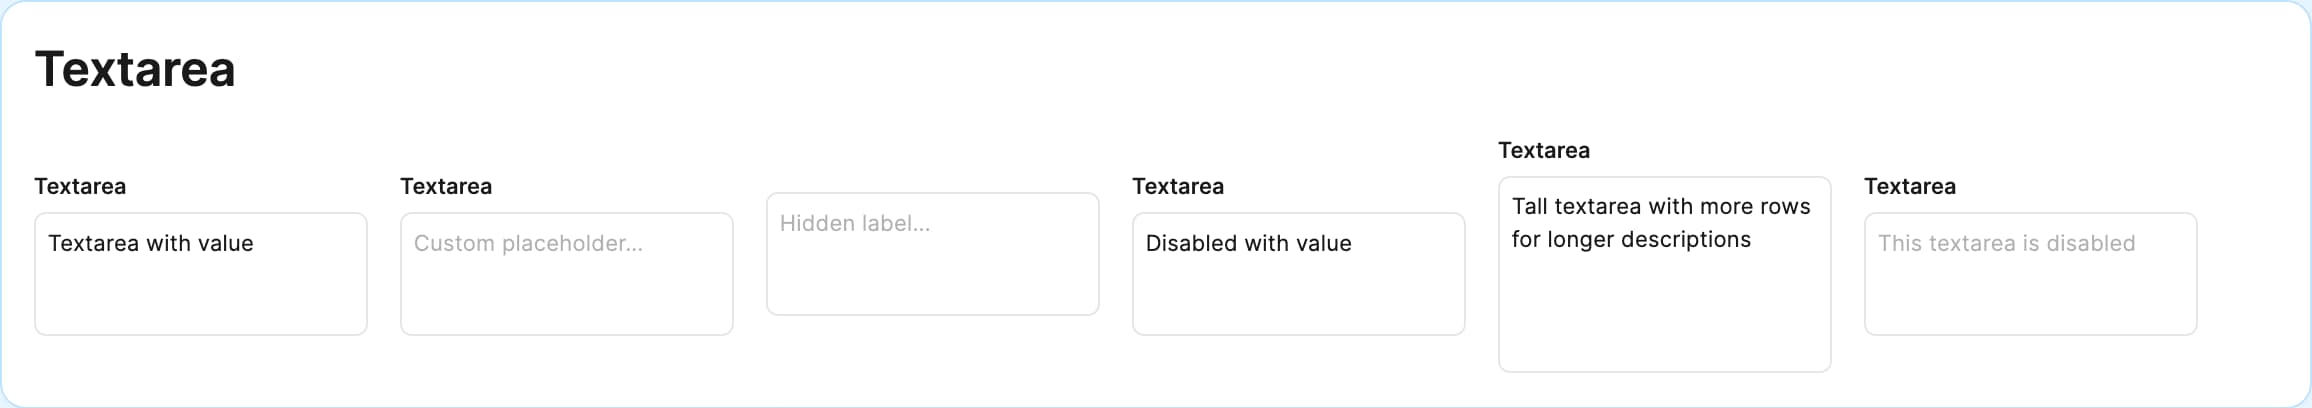 Textarea
Textarea
Textarea with value
Textarea
Custom placeholder...
Hidden label...
Textarea
Disabled with value
Textarea
Tall textarea with more rows
for longer descriptions
Textarea
This textarea is disabled